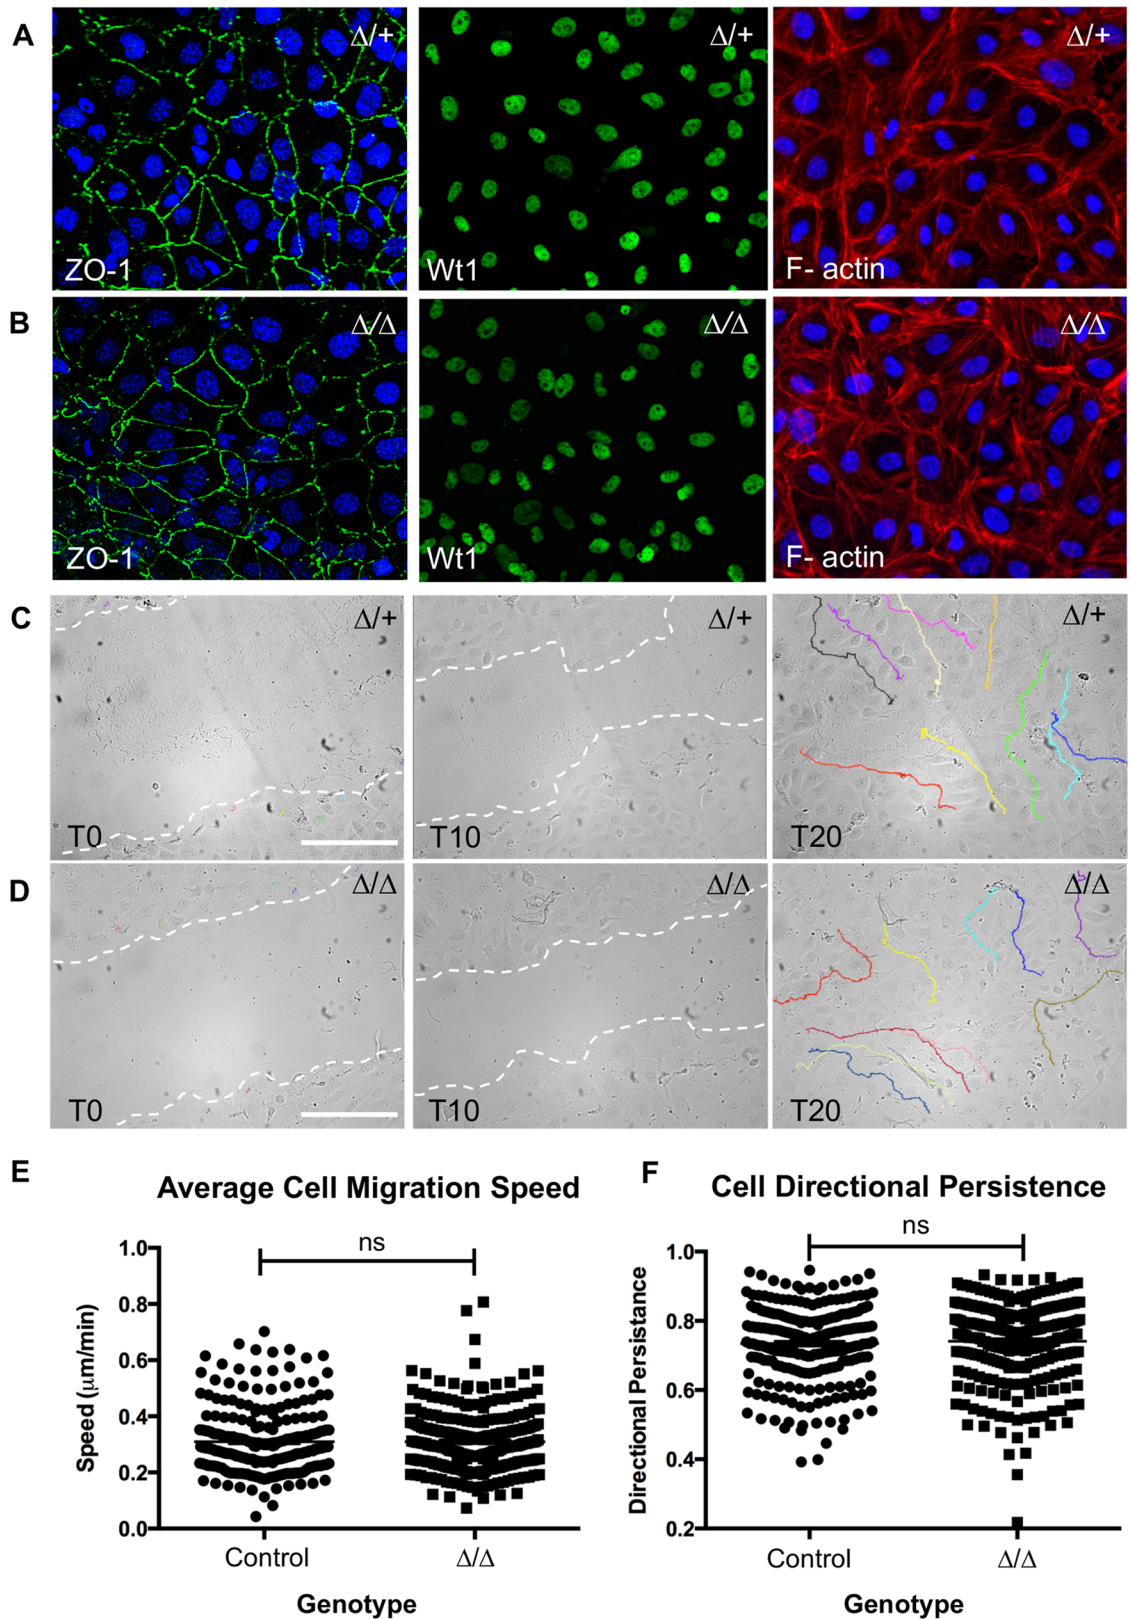 A
Δ/+
Δ/+
Δ/+
ZO-1
Wt1
F- actin
B
Δ/Δ
Δ/Δ
Δ/Δ
ZO-1
Wt1
F- actin
C
Δ/+
Δ/+
Δ/+
T0
T10
T20
D
Δ/Δ
Δ/Δ
Δ/Δ
T0
T10
T20
E
Average Cell Migration Speed
ns
1.0
0.8
0.6
0.4
0.2
0.0
Speed (μm/min)
Control
Δ/Δ
Genotype
F
Cell Directional Persistence
ns
1.0
0.8
0.6
0.4
0.2
Directional Persistance
Control
Δ/Δ
Genotype